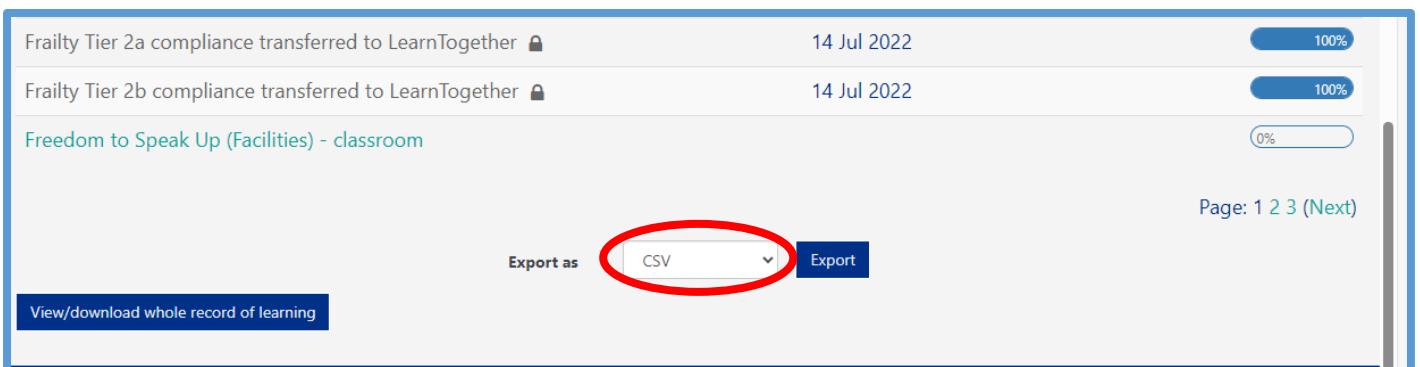 Frailty Tier 2a compliance transferred to LearnTogether 14 Jul 2022 100%
Frailty Tier 2b compliance transferred to LearnTogether 14 Jul 2022 100%
Freedom to Speak Up (Facilities) - classroom 0%
Page: 1 2 3 (Next)
Export as CSV Export
View/download whole record of learning